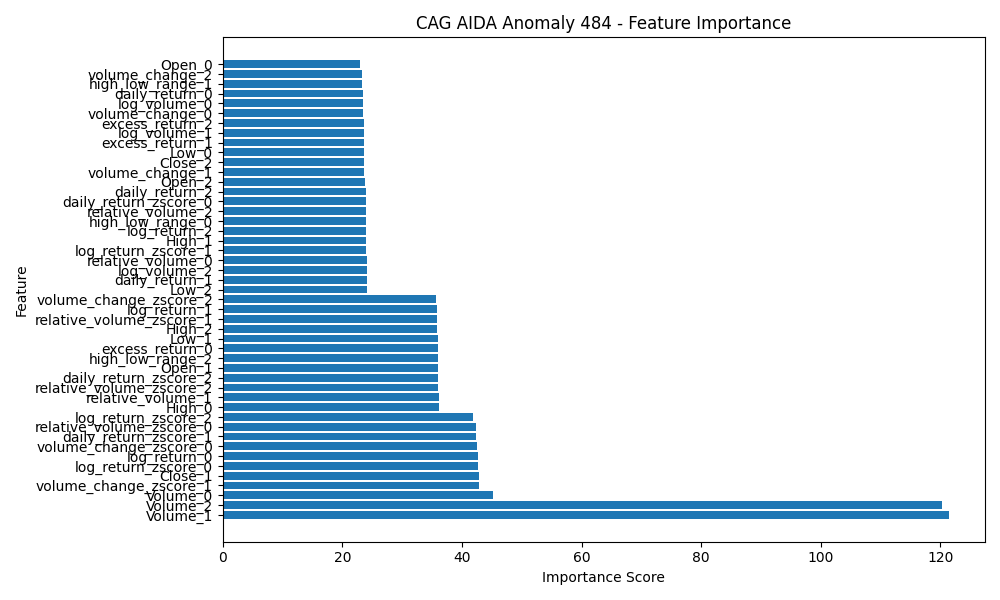 CAG AIDA Anomaly 484 - Feature Importance
Open_0
volume_change_2
high_low_range_1
daily_return_0
log_volume_0
volume_change_0
excess_return_2
log_volume_1
excess_return_1
Low_0
Close_2
volume_change_1
Open_2
daily_return_2
daily_return_zscore_0
relative_volume_2
high_low_range_0
log_return_2
High_1
log_return_zscore_1
relative_volume_0
log_volume_2
daily_return_1
Low_2
volume_change_zscore_2
log_return_1
relative_volume_zscore_1
High_2
Low_1
excess_return_0
high_low_range_2
Open_1
daily_return_zscore_2
relative_volume_zscore_2
relative_volume_1
High_0
log_return_zscore_2
relative_volume_zscore_0
daily_return_zscore_1
volume_change_zscore_0
log_return_0
log_return_zscore_0
Close_1
volume_change_zscore_1
Volume_0
Volume_2
Volume_1
Feature
0 20 40 60 80 100 120
Importance Score